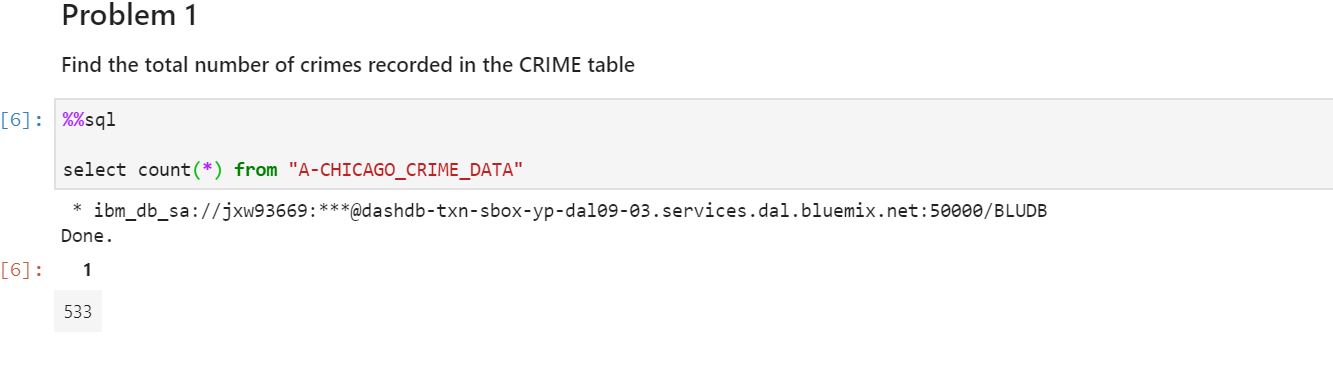 Problem 1
Find the total number of crimes recorded in the CRIME table
[6]: %%sql
select count(*) from "A-CHICAGO_CRIME_DATA"
* ibm_db_sa://jxw93669:***@dashdb-txn-sbox-yp-dal09-03.services.dal.bluemix.net:50000/BLUDB
Done.
[6]: 1
533